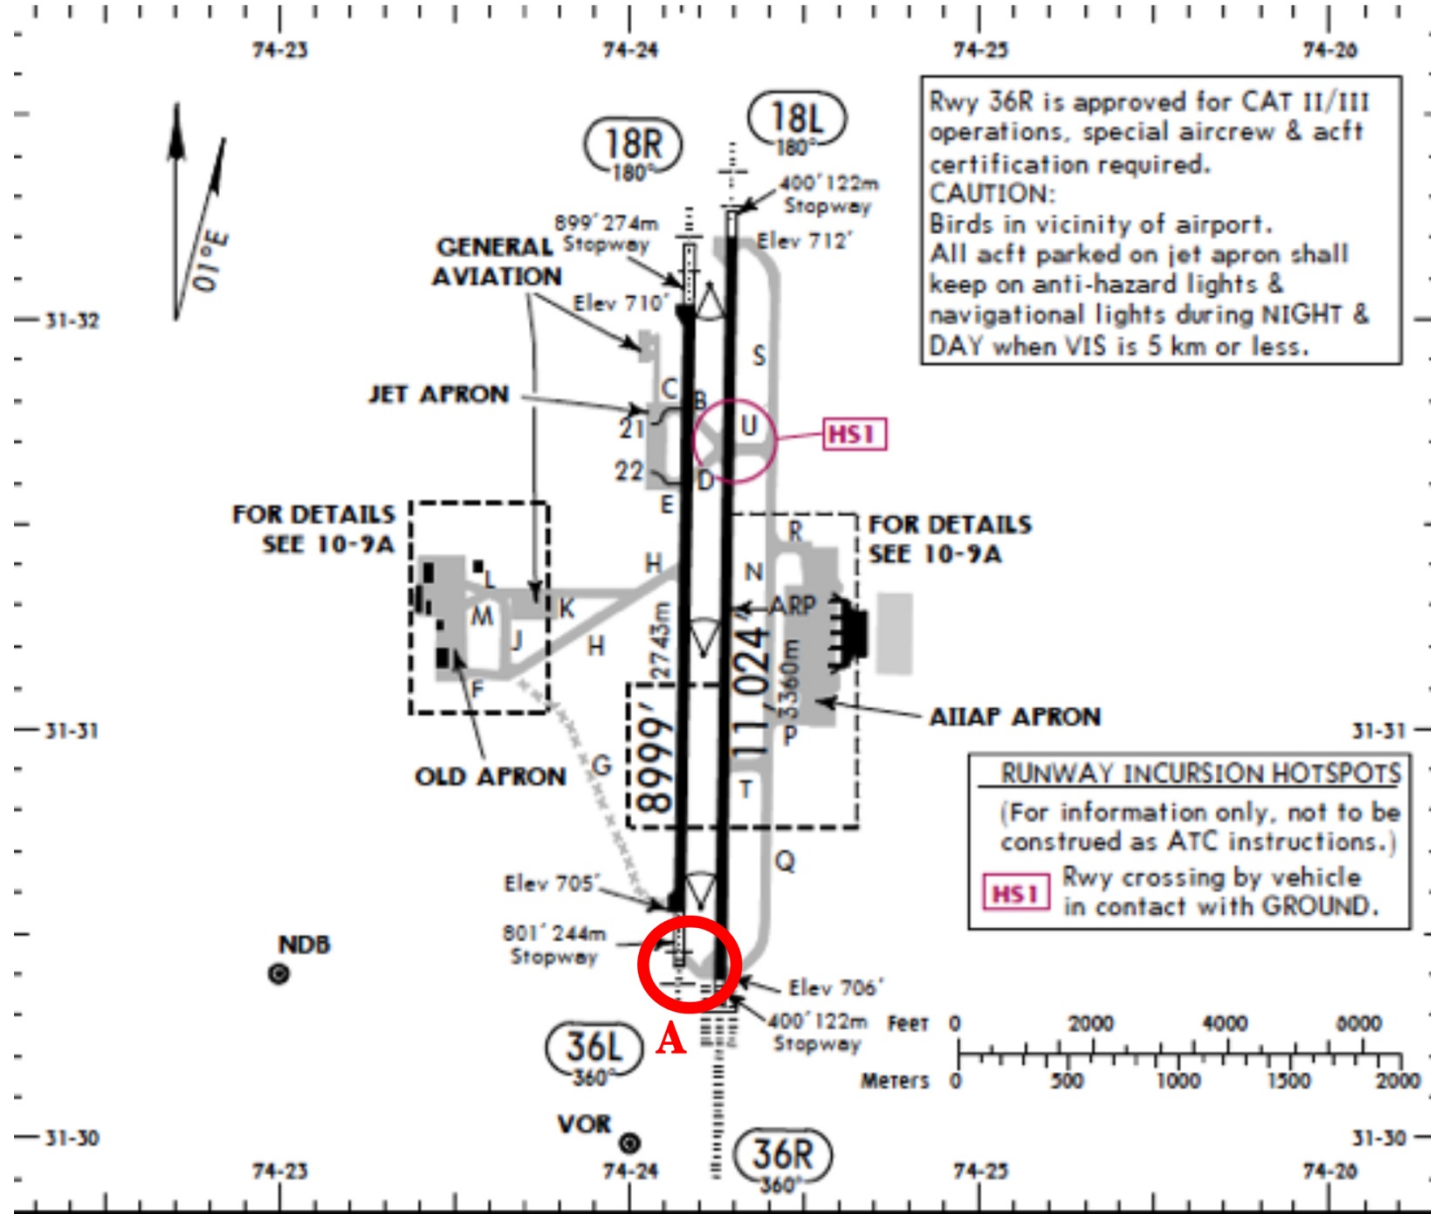 74-23
74-24
74-25
74-26
Rwy 36R is approved for CAT II/III
operations, special aircrew & acft
certification required.
CAUTION:
Birds in vicinity of airport.
All acft parked on jet apron shall
keep on anti-hazard lights &
navigational lights during NIGHT &
DAY when VIS is 5 km or less.
18R
180°
18L
180°
400' 122m
Stopway
899' 274m
Stopway
Elev 712'
GENERAL
AVIATION
Elev 710'
01°E
31-32
JET APRON
S
C
B
U
HS1
21
22
D
E
FOR DETAILS
SEE 10-9A
FOR DETAILS
SEE 10-9A
R
H
N
L
K
M
J
H
F
ARP
2743m
8999'
11 024'
3360m
AIIAP APRON
P
31-31
31-31
OLD APRON
G
T
Q
RUNWAY INCURSION HOTSPOTS
(For information only, not to be
construed as ATC instructions.)
HS1
Rwy crossing by vehicle
in contact with GROUND.
Elev 705'
801' 244m
Stopway
NDB
Elev 706'
400' 122m
Stopway
A
36L
360°
Feet 0 2000 4000 6000
Meters 0 500 1000 1500 2000
VOR
36R
360°
31-30
31-30
74-23
74-24
74-25
74-26